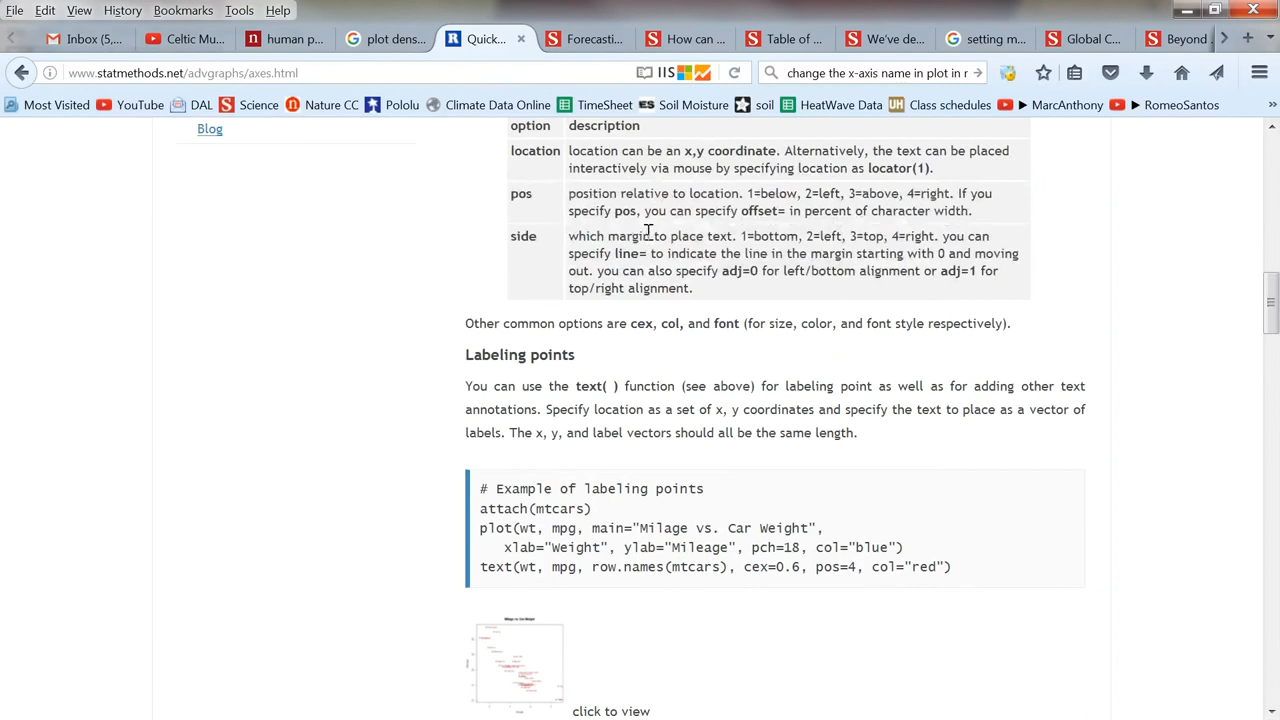 File Edit View History Bookmarks Tools Help
Inbox (5,... Celtic Mu... human p... plot dens... Quick... Forecasti... How can ... Table of ... We've de... setting m... Global C... Beyond
www.statmethods.net/advgraphs/axes.html
change the x-axis name in plot in r
Most Visited YouTube DAL Science Nature CC Pololu Climate Data Online TimeSheet Soil Moisture soil HeatWave Data Class schedules MarcAnthony RomeoSantos
Blog
option description
location location can be an x,y coordinate. Alternatively, the text can be placed
interactively via mouse by specifying location as locator(1).
pos position relative to location. 1=below, 2=left, 3=above, 4=right. If you
specify pos, you can specify offset= in percent of character width.
side which margin to place text. 1=bottom, 2=left, 3=top, 4=right. you can
specify line= to indicate the line in the margin starting with 0 and moving
out. you can also specify adj=0 for left/bottom alignment or adj=1 for
top/right alignment.
Other common options are cex, col, and font (for size, color, and font style respectively).
Labeling points
You can use the text( ) function (see above) for labeling point as well as for adding other text
annotations. Specify location as a set of x, y coordinates and specify the text to place as a vector of
labels. The x, y, and label vectors should all be the same length.
# Example of labeling points
attach(mtcars)
plot(wt, mpg, main="Milage vs. Car Weight",
xlab="Weight", ylab="Mileage", pch=18, col="blue")
text(wt, mpg, row.names(mtcars), cex=0.6, pos=4, col="red")
Milage vs. Car Weight
click to view